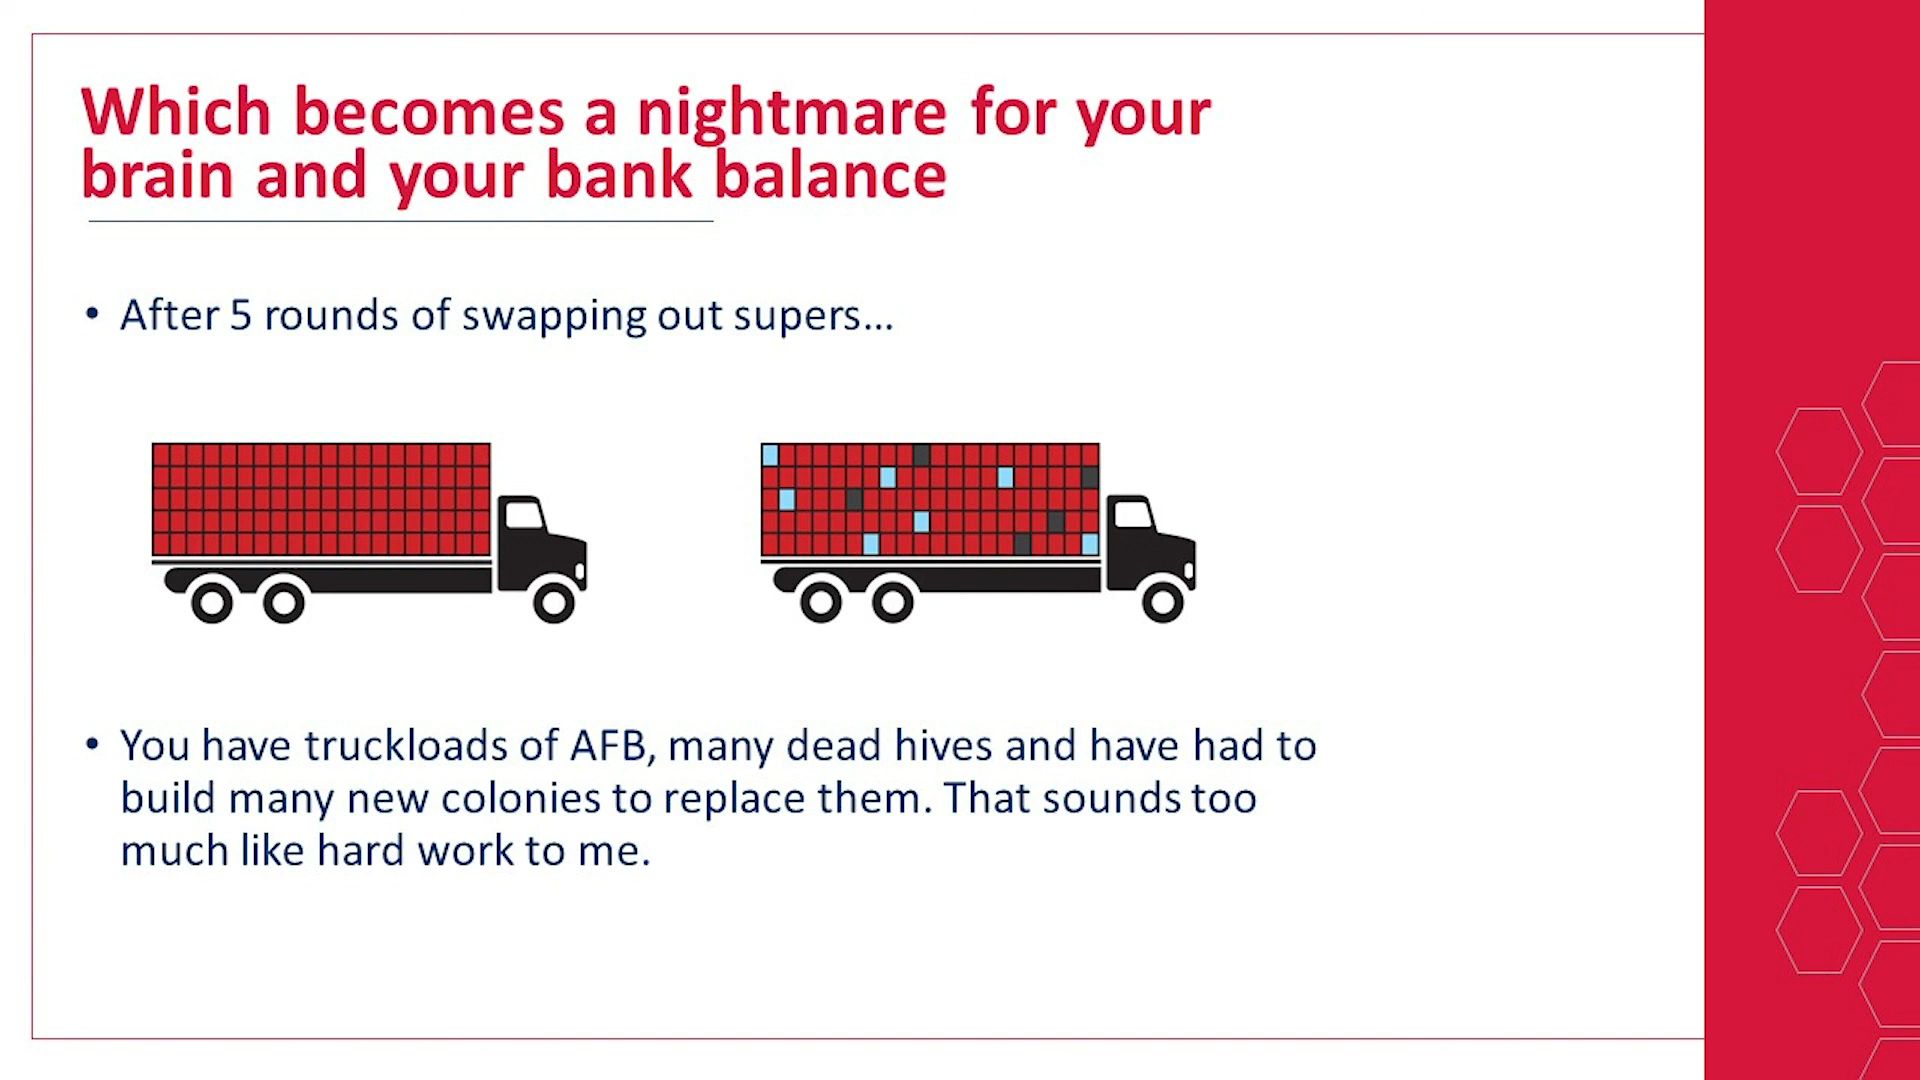 Which becomes a nightmare for your
brain and your bank balance
• After 5 rounds of swapping out supers...
• You have truckloads of AFB, many dead hives and have had to
build many new colonies to replace them. That sounds too
much like hard work to me.